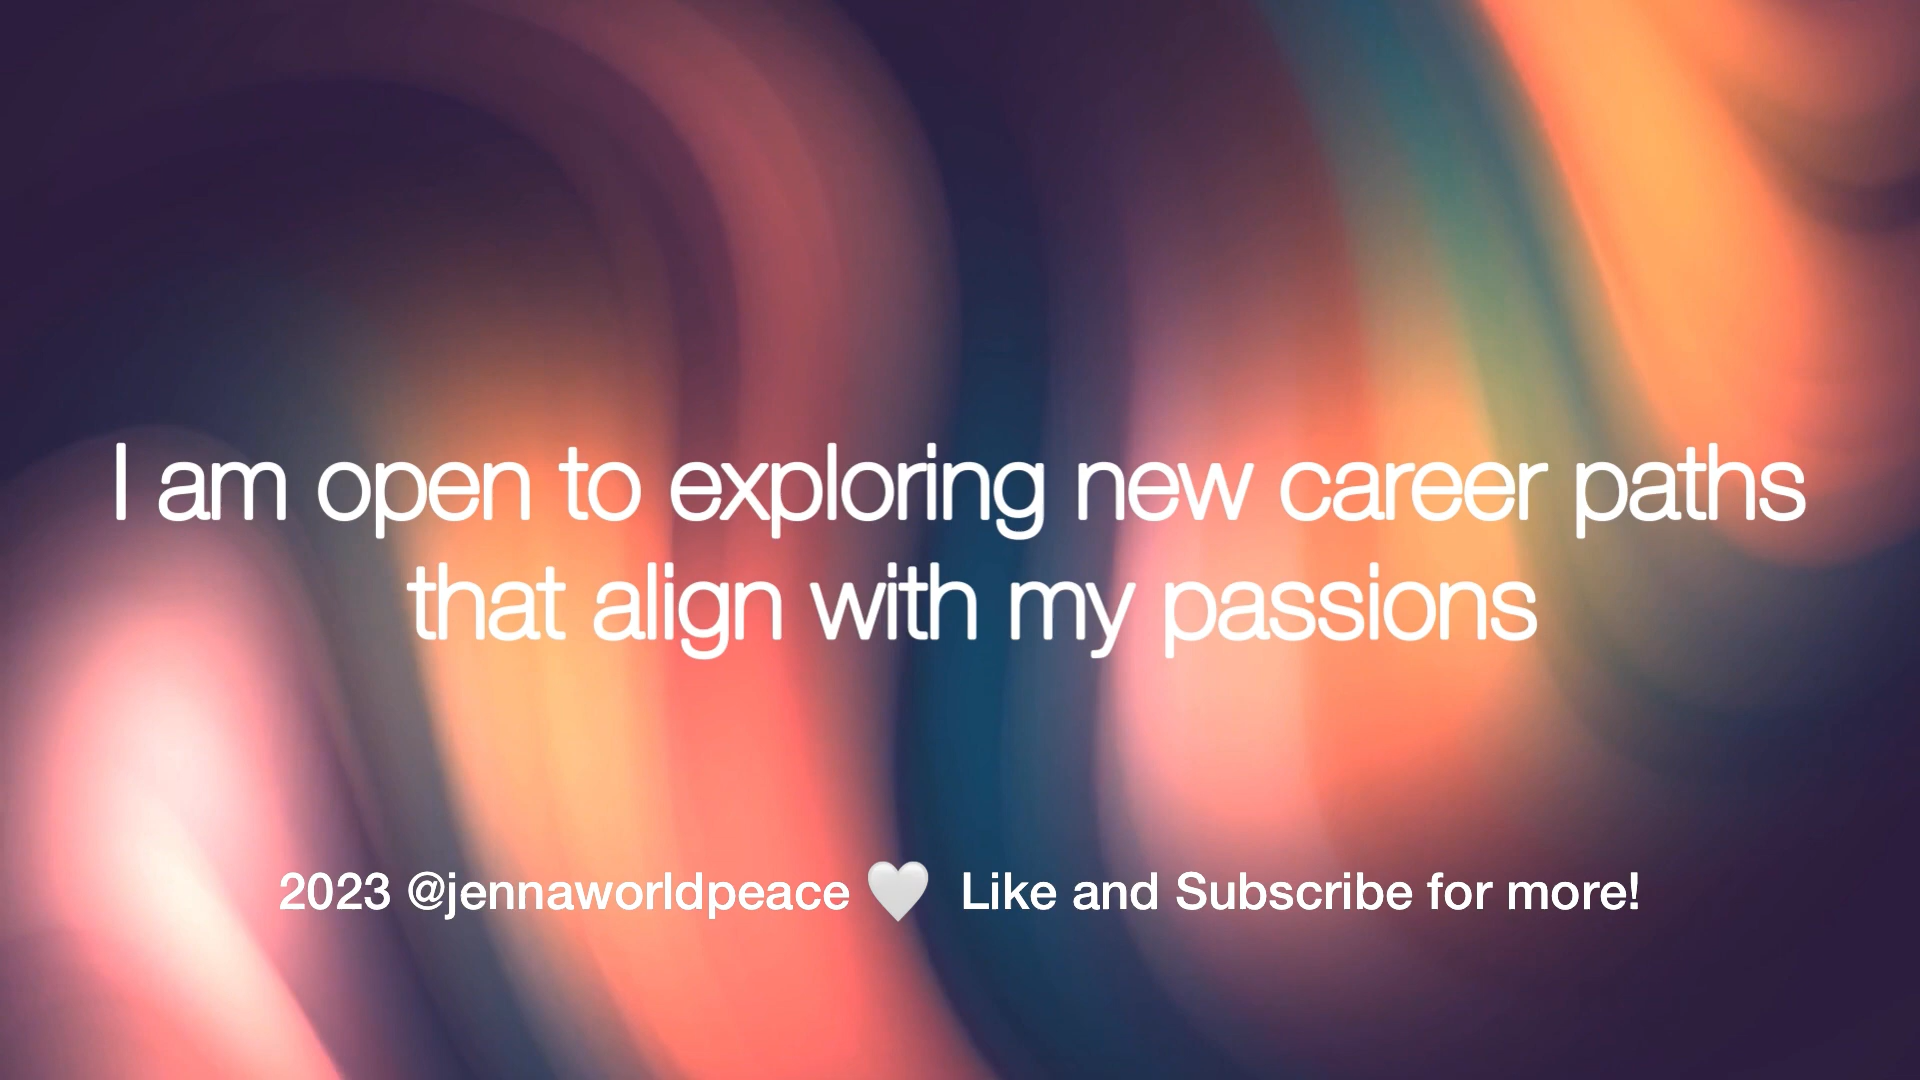 I am open to exploring new career paths
that align with my passions
2023 @jennaworldpeace 🤍 Like and Subscribe for more!